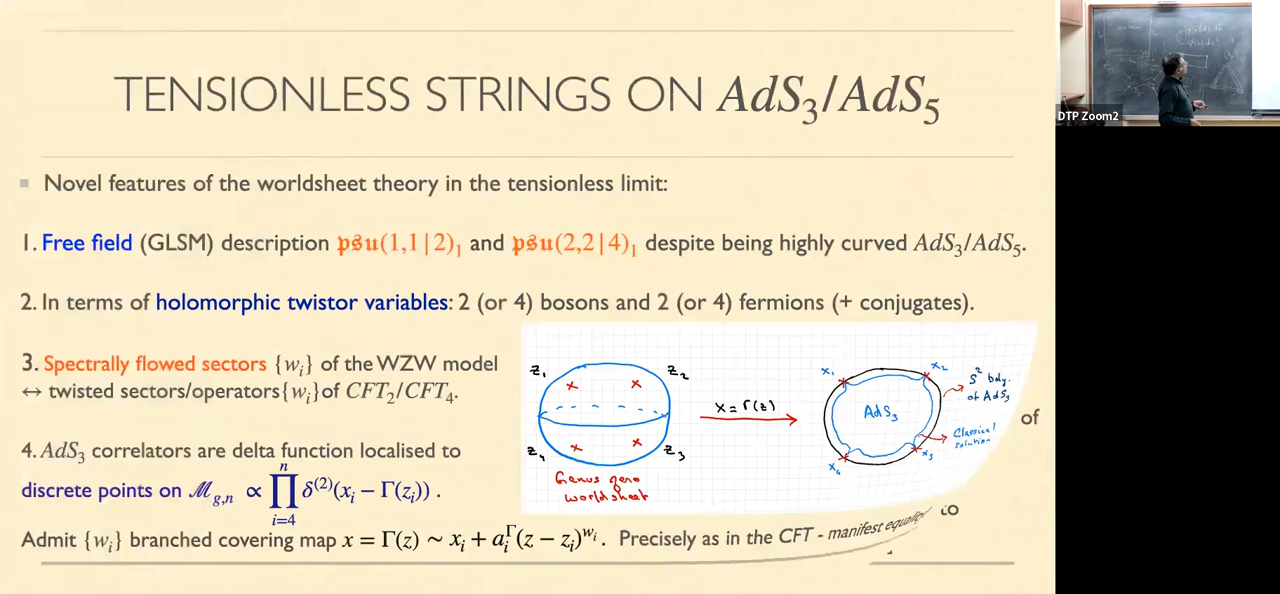 TENSIONLESS STRINGS ON AdS₃/AdS₅
Novel features of the worldsheet theory in the tensionless limit:
1. Free field (GLSM) description 𝔭𝔰𝔲(1,1|2)₁ and 𝔭𝔰𝔲(2,2|4)₁ despite being highly curved AdS₃/AdS₅.
2. In terms of holomorphic twistor variables: 2 (or 4) bosons and 2 (or 4) fermions (+ conjugates).
3. Spectrally flowed sectors {wᵢ} of the WZW model
↔ twisted sectors/operators{wᵢ}of CFT₂/CFT₄.
of
4. AdS₃ correlators are delta function localised to
discrete points on ℳ_{g,n} ∝ ∏_{i=4}^{n} δ^{(2)}(xᵢ − Γ(zᵢ)).
Admit {wᵢ} branched covering map x = Γ(z) ∼ xᵢ + aᵢ^Γ(z − zᵢ)^{wᵢ}. Precisely as in the CFT - manifest equality
z₁
z₂
z₃
z₄
Genus zero
worldsheet
x = Γ(z)
x₁
x₂
x₃
x₄
AdS₃
S² bdy.
of AdS₃
Classical
solution
DTP Zoom2